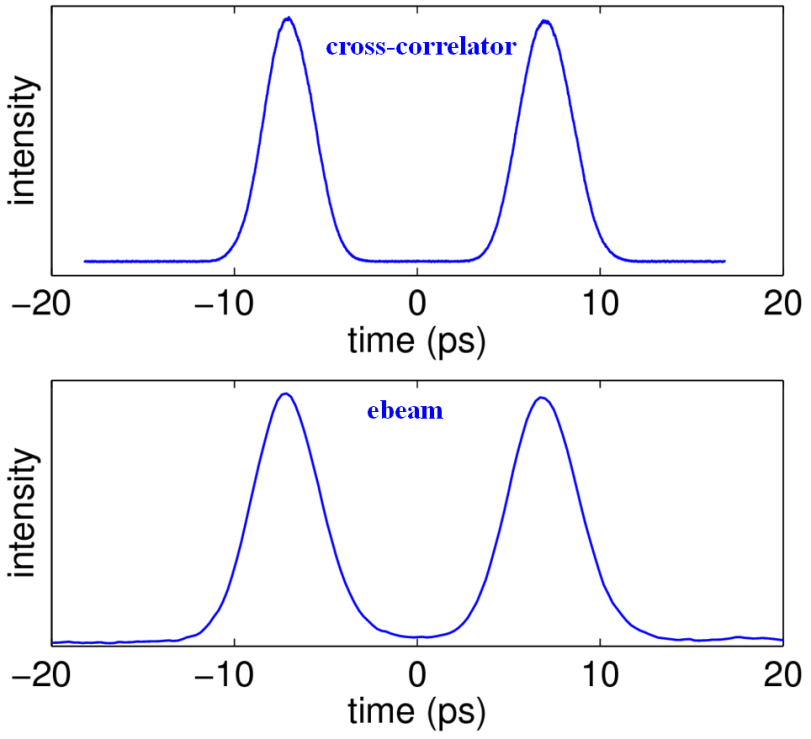 cross-correlator
intensity
−20 −10 0 10 20
time (ps)
ebeam
intensity
−20 −10 0 10 20
time (ps)